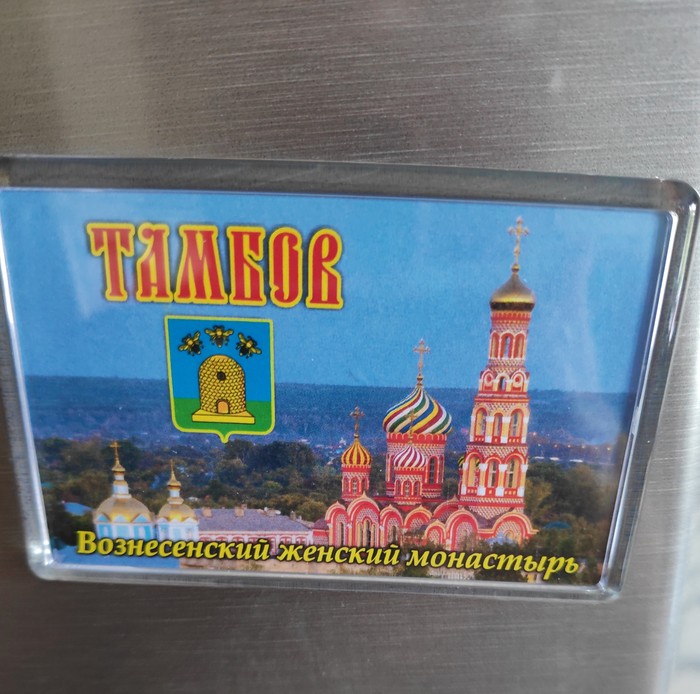 ТАМБОВ
Вознесенский женский монастырь